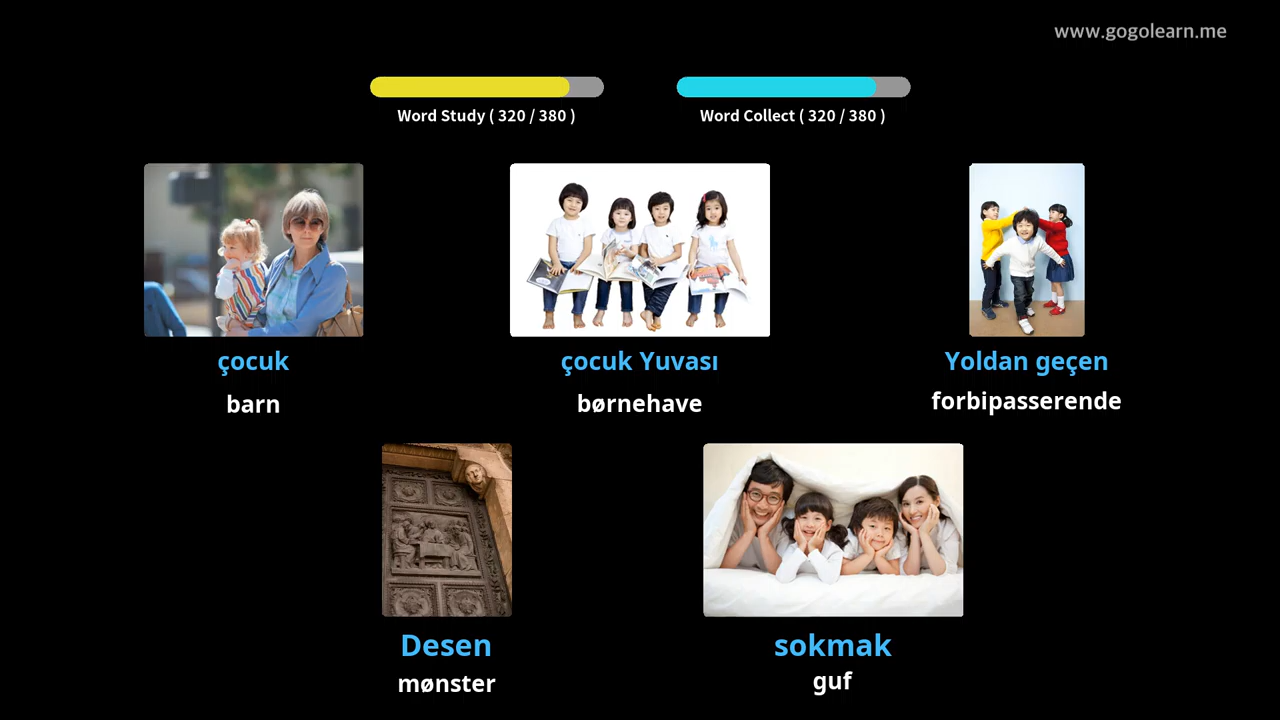 www.gogolearn.me
Word Study ( 320 / 380 )
Word Collect ( 320 / 380 )
çocuk
barn
çocuk Yuvası
børnehave
Yoldan geçen
forbipasserende
Desen
mønster
sokmak
guf